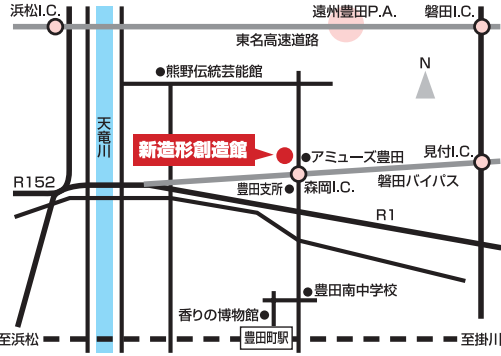 浜松I.C.
遠州豊田P.A.
磐田I.C.
東名高速道路
熊野伝統芸能館
N
天竜川
新造形創造館
アミューズ豊田
見付I.C.
R152
豊田支所
森岡I.C.
磐田バイパス
R1
豊田南中学校
香りの博物館
至浜松
豊田町駅
至掛川